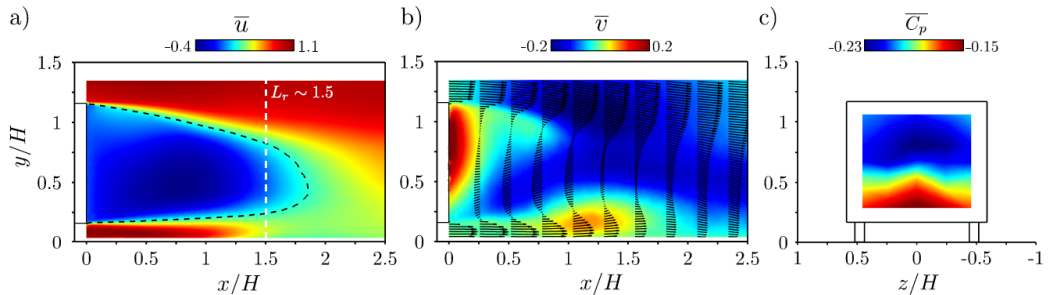 a) u b) v c) C_p
-0.4 1.1 -0.2 0.2 -0.23 -0.15
1.5 1.5 1.5
L_r ~ 1.5
1 1 1
y/H
0.5 0.5 0.5
0 0 0
0 0.5 1 1.5 2 2.5 0 0.5 1 1.5 2 2.5 1 0.5 0 -0.5 -1
x/H x/H z/H